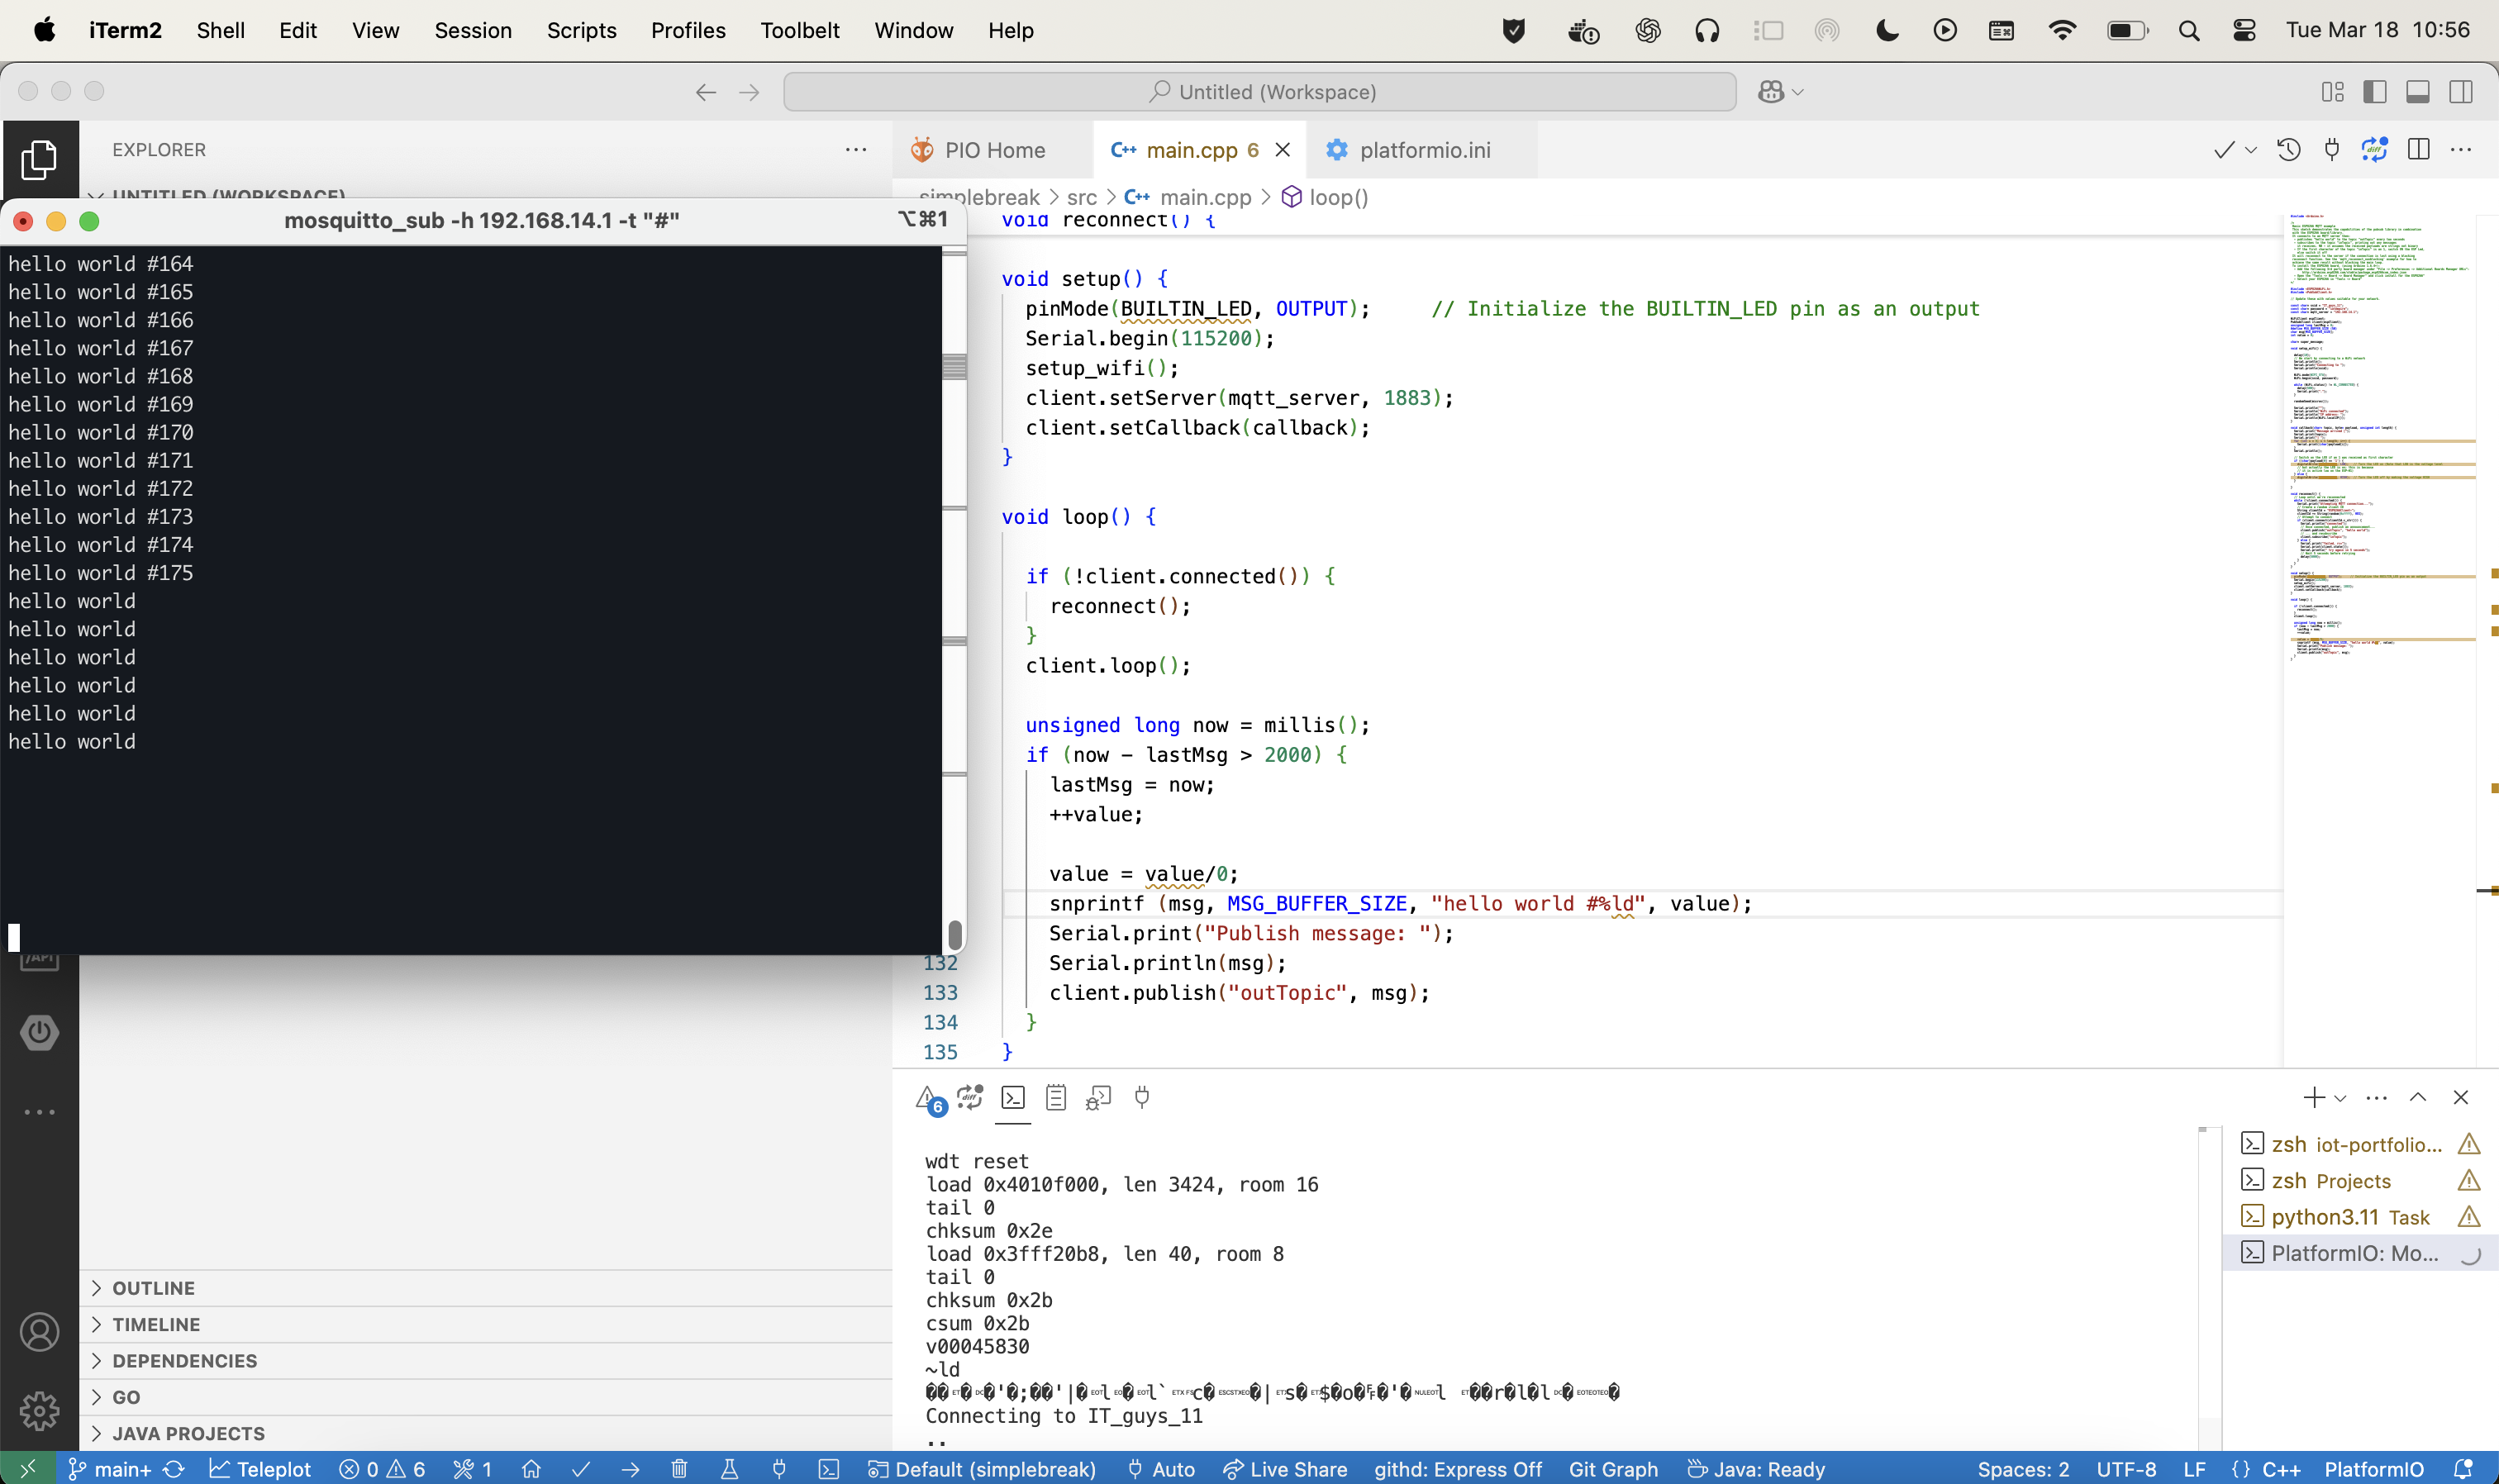 iTerm2 Shell Edit View Session Scripts Profiles Toolbelt Window Help Tue Mar 18 10:56
Untitled (Workspace)
EXPLORER
PIO Home
main.cpp 6
platformio.ini
UNTITLED (WORKSPACE)
simplebreak > src > main.cpp > loop()
mosquitto_sub -h 192.168.14.1 -t "#" ⌥⌘1
hello world #164
hello world #165
hello world #166
hello world #167
hello world #168
hello world #169
hello world #170
hello world #171
hello world #172
hello world #173
hello world #174
hello world #175
hello world
hello world
hello world
hello world
hello world
hello world
void reconnect() {
void setup() {
pinMode(BUILTIN_LED, OUTPUT); // Initialize the BUILTIN_LED pin as an output
Serial.begin(115200);
setup_wifi();
client.setServer(mqtt_server, 1883);
client.setCallback(callback);
}
void loop() {
if (!client.connected()) {
reconnect();
}
client.loop();
unsigned long now = millis();
if (now - lastMsg > 2000) {
lastMsg = now;
++value;
value = value/0;
snprintf (msg, MSG_BUFFER_SIZE, "hello world #%ld", value);
Serial.print("Publish message: ");
132 Serial.println(msg);
133 client.publish("outTopic", msg);
134 }
135 }
/API
6
wdt reset
load 0x4010f000, len 3424, room 16
tail 0
chksum 0x2e
load 0x3fff20b8, len 40, room 8
tail 0
chksum 0x2b
csum 0x2b
v00045830
~ld
Connecting to IT_guys_11
..
zsh iot-portfolio...
zsh Projects
python3.11 Task
PlatformIO: Mo...
OUTLINE
TIMELINE
DEPENDENCIES
GO
JAVA PROJECTS
main+ Teleplot 0 6 1 Default (simplebreak) Auto Live Share githd: Express Off Git Graph Java: Ready Spaces: 2 UTF-8 LF {} C++ PlatformIO